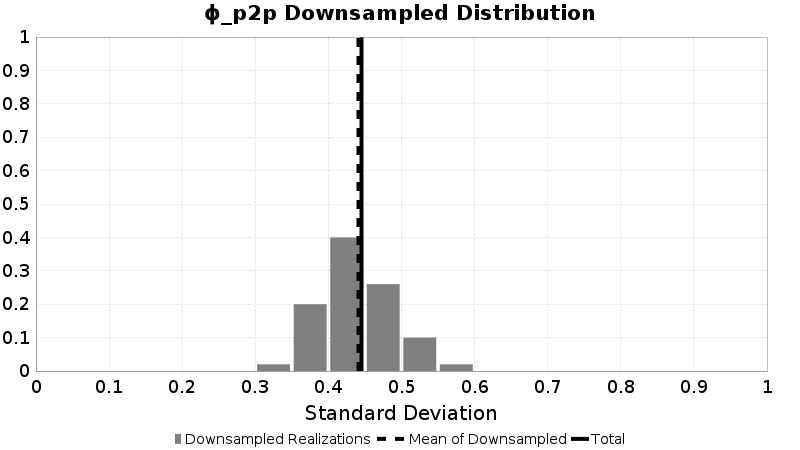 ϕ_p2p Downsampled Distribution
1
0.9
0.8
0.7
0.6
0.5
0.4
0.3
0.2
0.1
0
0 0.1 0.2 0.3 0.4 0.5 0.6 0.7 0.8 0.9 1
Standard Deviation
Downsampled Realizations Mean of Downsampled Total